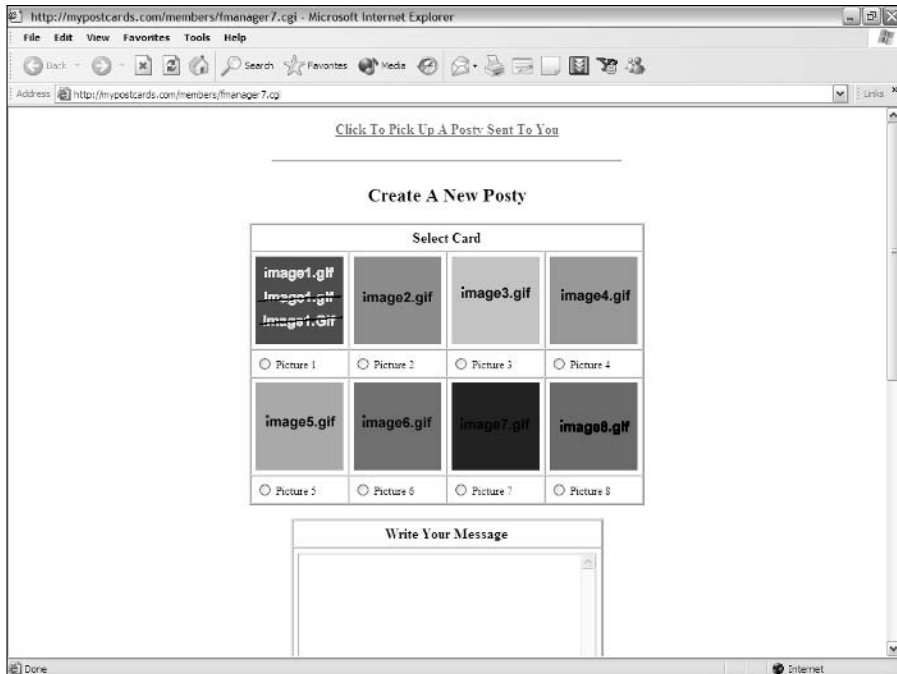 http://mypostcards.com/members/fmanager7.cgi - Microsoft Internet Explorer
File Edit View Favorites Tools Help
Back Search Favorites Media
Address http://mypostcards.com/members/fmanager7.cgi Links
Click To Pick Up A Posty Sent To You
Create A New Posty
Select Card
image1.gif
Image1.gif
Image1.Gif
image2.gif
image3.gif
image4.gif
Picture 1 Picture 2 Picture 3 Picture 4
image5.gif image6.gif image7.gif image8.gif
Picture 5 Picture 6 Picture 7 Picture 8
Write Your Message
Done Internet